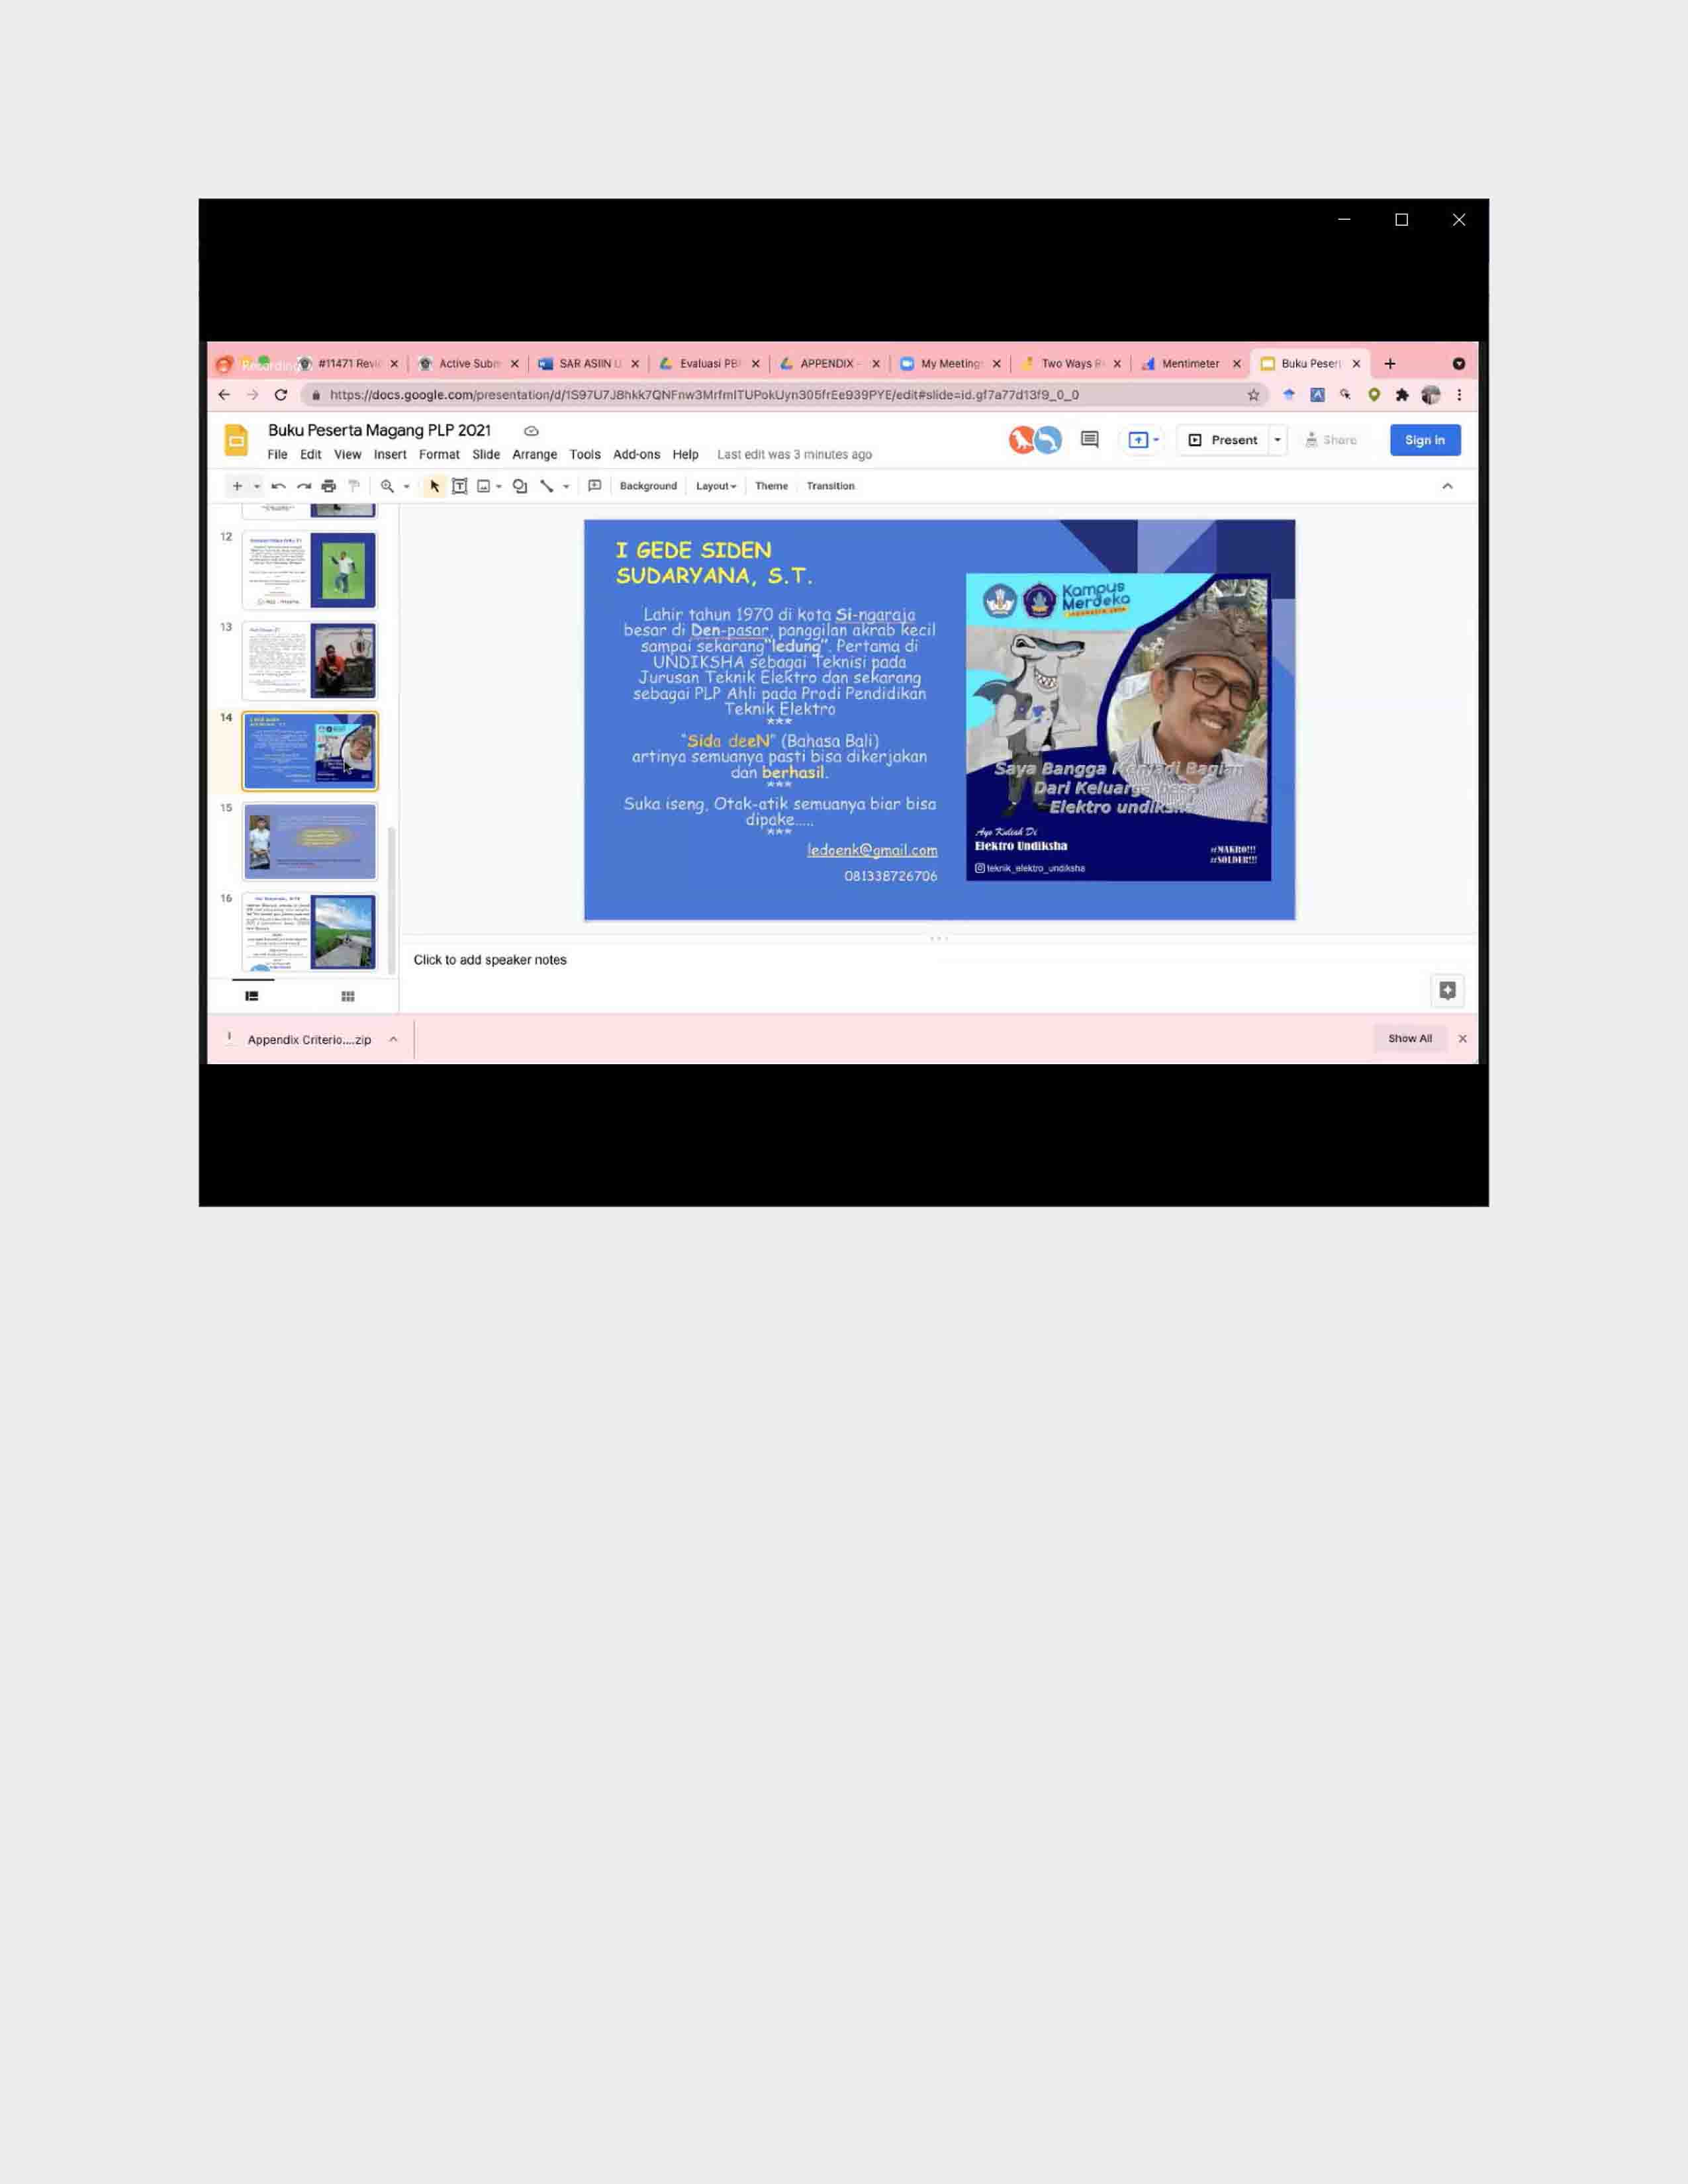 #11471 Revi
Active Subm
SAR ASIIN U
Evaluasi PBI
APPENDIX -
My Meeting
Two Ways R
Mentimeter
Buku Peser
https://docs.google.com/presentation/d/1S97U7JBhkk7QNFnw3MrfmITUPokUyn305frEe939PYE/edit#slide=id.gf7a77d13f9_0_0
Buku Peserta Magang PLP 2021
Present
Share
Sign in
File Edit View Insert Format Slide Arrange Tools Add-ons Help Last edit was 3 minutes ago
Background Layout Theme Transition
12
13
14
15
16
I GEDE SIDEN
SUDARYANA, S.T.
Lahir tahun 1970 di kota Si-ngaraja
besar di Den-pasar, panggilan akrab kecil
sampai sekarang"ledung". Pertama di
UNDIKSHA sebagai Teknisi pada
Jurusan Teknik Elektro dan sekarang
sebagai PLP Ahli pada Prodi Pendidikan
Teknik Elektro
***
"Sida deeN" (Bahasa Bali)
artinya semuanya pasti bisa dikerjakan
dan berhasil.
***
Suka iseng, Otak-atik semuanya biar bisa
dipake.....
***
ledoenk@gmail.com
081338726706
Kampus
Merdeka
Saya Bangga Menjadi Bagian
Dari Keluarga
Elektro undiksha
Ayo Kuliah Di
Elektro Undiksha
teknik_elektro_undiksha
#MAKRO!!!
#SOLDER!!!
Click to add speaker notes
Appendix Criterio....zip
Show All